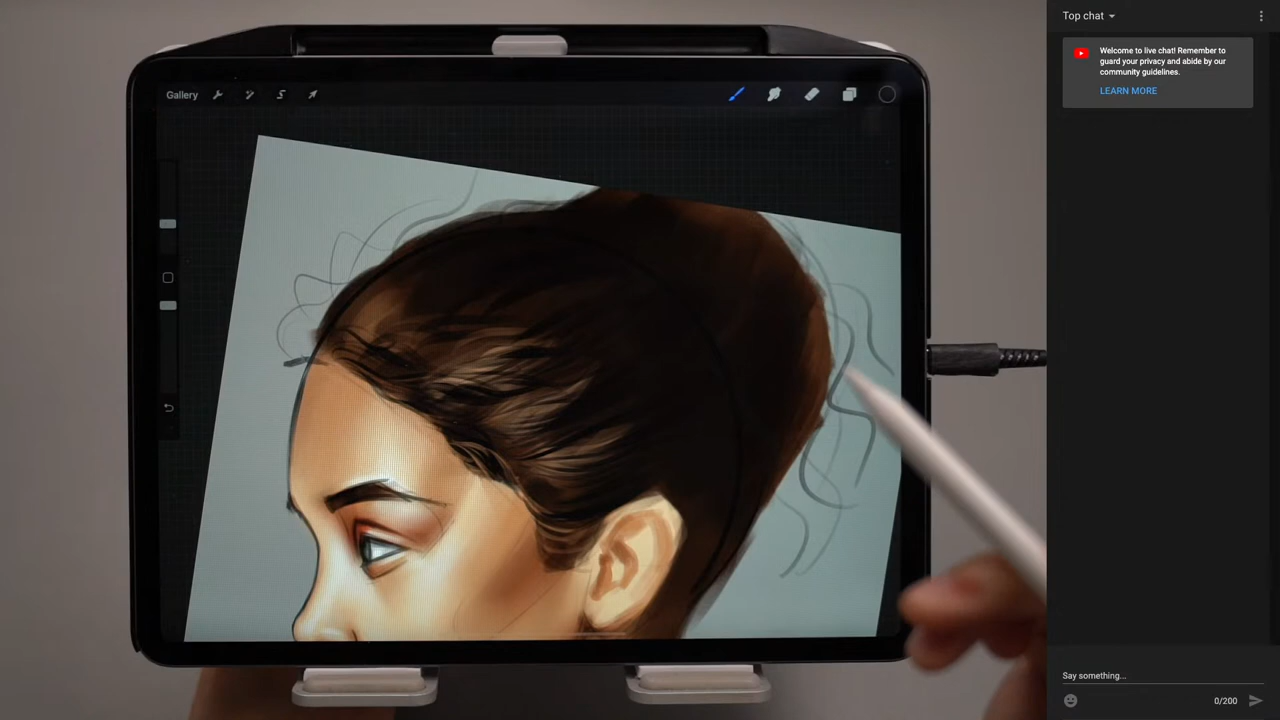 Gallery
Top chat
Welcome to live chat! Remember to
guard your privacy and abide by our
community guidelines.
LEARN MORE
Say something...
0/200